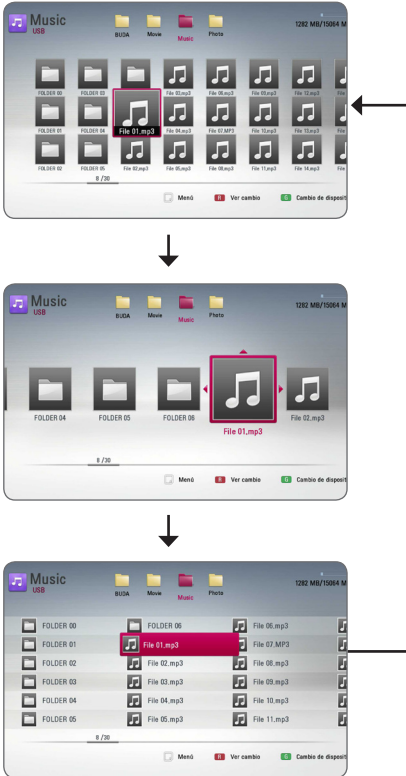 Music
USB
BUDA Movie Music Photo
1282 MB/15064 M
FOLDER 00 FOLDER 03 File 03.mp3 File 06.mp3 File 09.mp3 File 12.mp3 File
FOLDER 01 FOLDER 04 File 01.mp3 File 04.mp3 File 07.MP3 File 10.mp3 File 13.mp3 File
FOLDER 02 FOLDER 05 File 02.mp3 File 05.mp3 File 08.mp3 File 11.mp3 File 14.mp3 File
8 /30
Menú R Ver cambio G Cambio de disposit
Music
USB
BUDA Movie Music Photo
1282 MB/15064 M
FOLDER 04 FOLDER 05 FOLDER 06 File 01.mp3 File 02.mp3
8 /30
Menú R Ver cambio G Cambio de disposit
Music
USB
BUDA Movie Music Photo
1282 MB/15064 M
FOLDER 00 FOLDER 06 File 06.mp3
FOLDER 01 File 01.mp3 File 07.MP3
FOLDER 02 File 02.mp3 File 08.mp3
FOLDER 03 File 03.mp3 File 09.mp3
FOLDER 04 File 04.mp3 File 10.mp3
FOLDER 05 File 05.mp3 File 11.mp3
8 /30
Menú R Ver cambio G Cambio de disposit